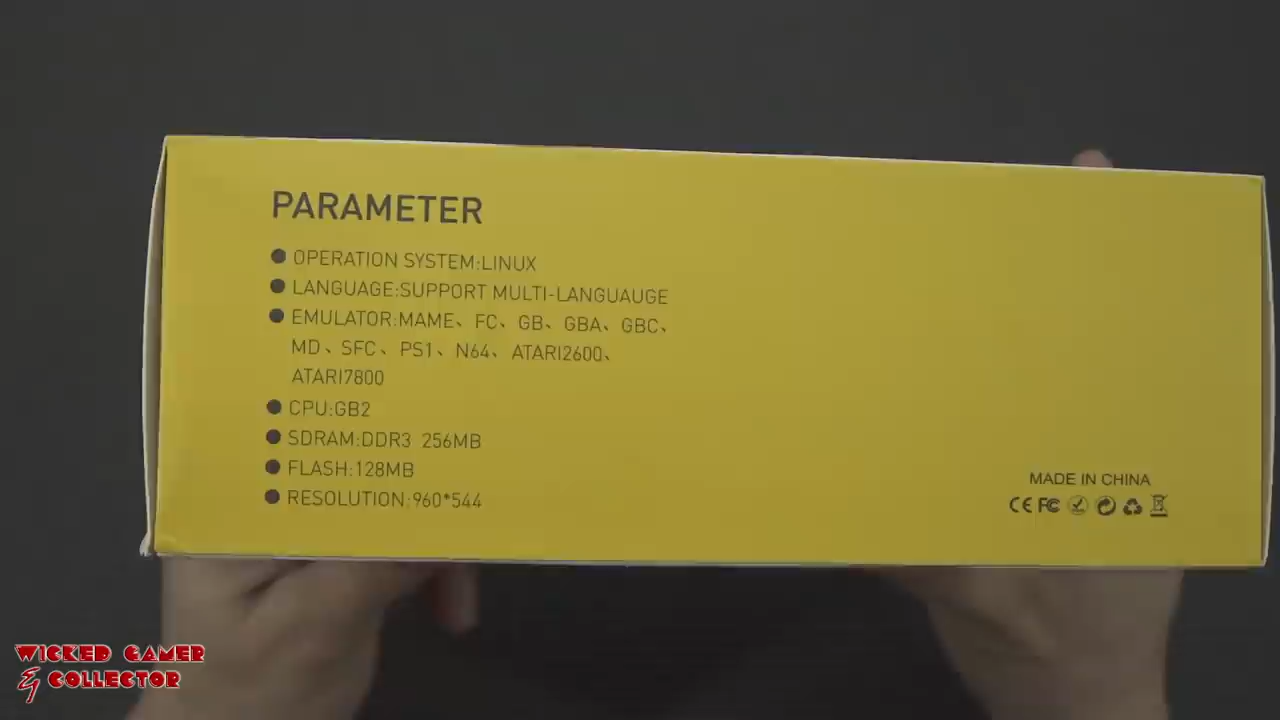 PARAMETER
● OPERATION SYSTEM:LINUX
● LANGUAGE:SUPPORT MULTI-LANGUAUGE
● EMULATOR:MAME、FC、GB、GBA、GBC、
MD、SFC、PS1、N64、ATARI2600、
ATARI7800
● CPU:GB2
● SDRAM:DDR3 256MB
● FLASH:128MB
● RESOLUTION:960*544
MADE IN CHINA
CE FC
WICKED GAMER
& COLLECTOR